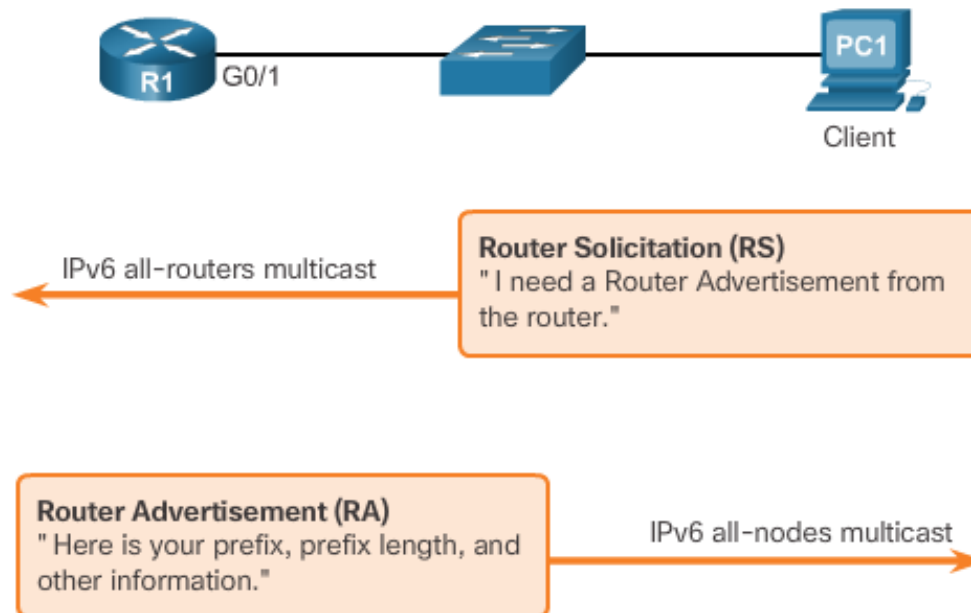 R1
G0/1
PC1
Client
Router Solicitation (RS)
" I need a Router Advertisement from
the router."
IPv6 all-routers multicast
Router Advertisement (RA)
" Here is your prefix, prefix length, and
other information."
IPv6 all-nodes multicast